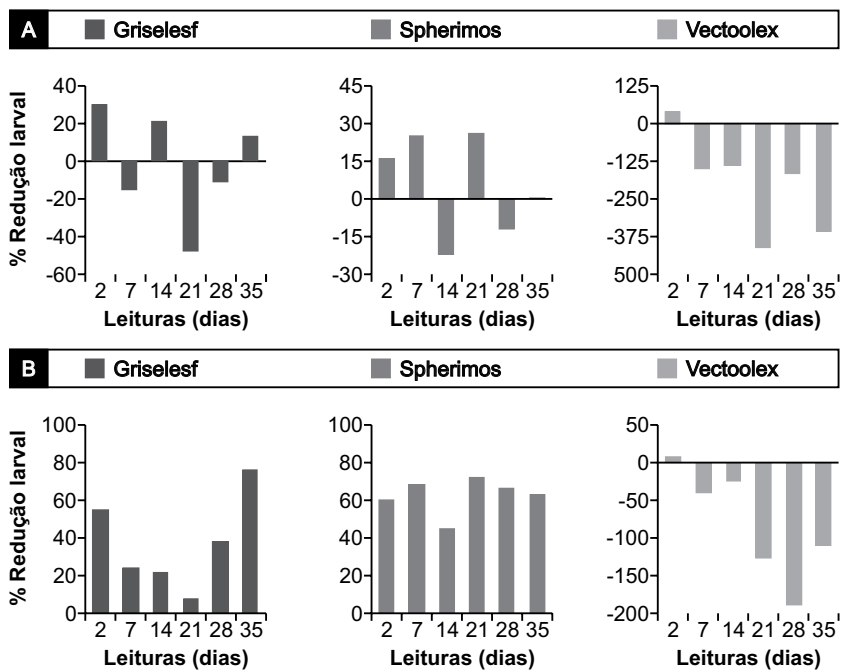 A Griselesf Spherimos Vectoolex
% Redução larval
40
20
0
-20
-40
-60
2 7 14 21 28 35
Leituras (dias)
45
30
15
0
-15
-30
2 7 14 21 28 35
Leituras (dias)
125
0
-125
-250
-375
500
2 7 14 21 28 35
Leituras (dias)
B Griselesf Spherimos Vectoolex
% Redução larval
100
80
60
40
20
0
2 7 14 21 28 35
Leituras (dias)
100
80
60
40
20
0
2 7 14 21 28 35
Leituras (dias)
50
0
-50
-100
-150
-200
2 7 14 21 28 35
Leituras (dias)